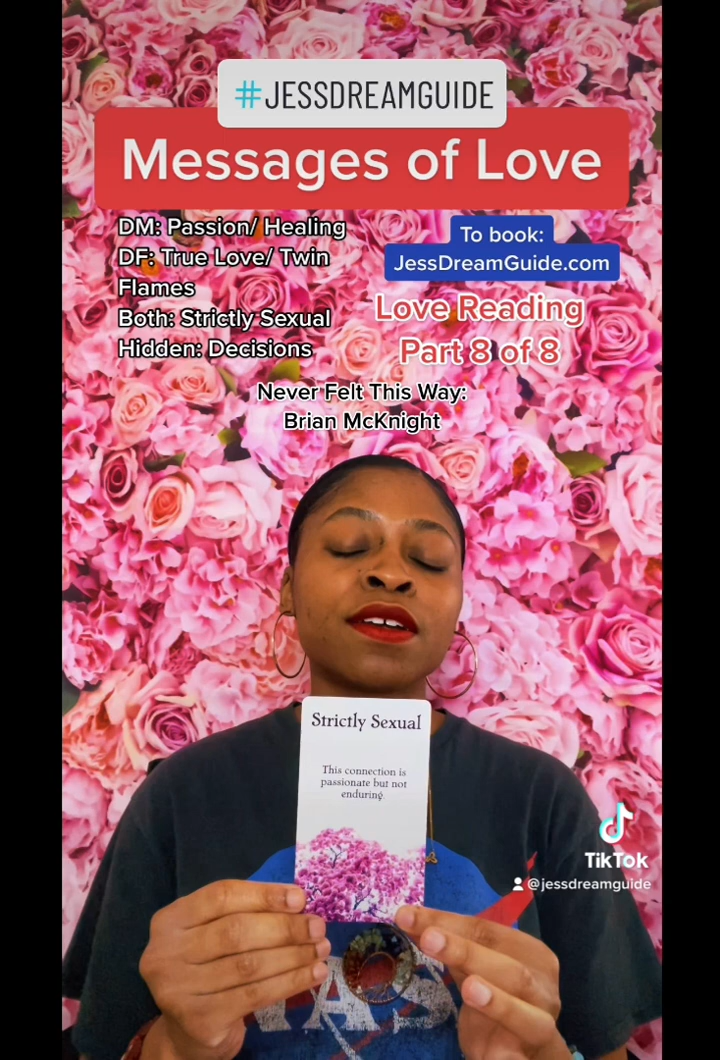 #JESSDREAMGUIDE
Messages of Love
DM: Passion/ Healing
DF: True Love/ Twin
Flames
Both: Strictly Sexual
Hidden: Decisions
To book:
JessDreamGuide.com
Love Reading
Part 8 of 8
Never Felt This Way:
Brian McKnight
Strictly Sexual
This connection is
passionate but not
enduring.
TikTok
@jessdreamguide